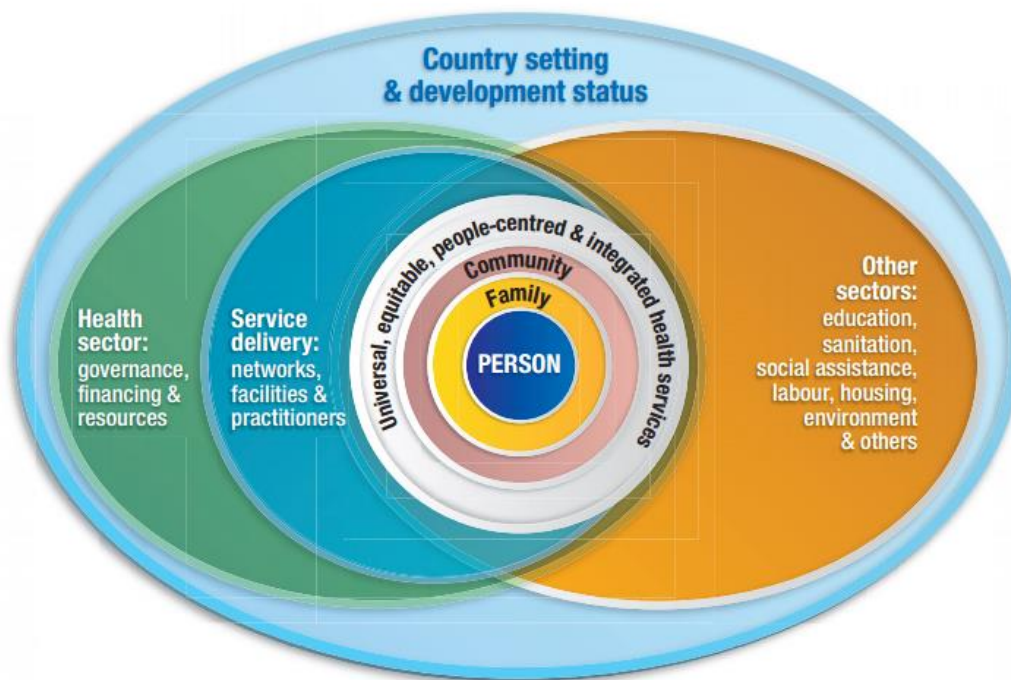 Country setting
& development status
Health
sector:
governance,
financing &
resources
Service
delivery:
networks,
facilities &
practitioners
Universal, equitable, people-centred & integrated health services
Community
Family
PERSON
Other
sectors:
education,
sanitation,
social assistance,
labour, housing,
environment
& others